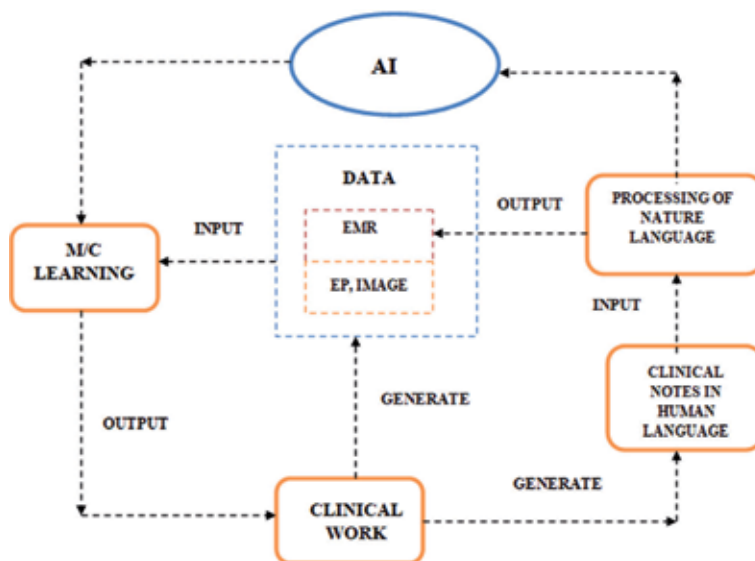 AI
DATA
OUTPUT
PROCESSING OF
NATURE
LANGUAGE
EMR
INPUT
M/C
LEARNING
EP, IMAGE
INPUT
CLINICAL
NOTES IN
HUMAN
LANGUAGE
GENERATE
OUTPUT
GENERATE
CLINICAL
WORK